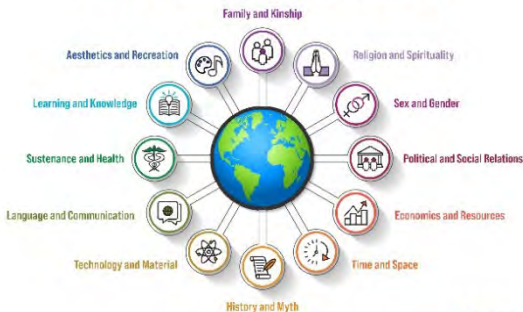 Family and Kinship
Aesthetics and Recreation
Religion and Spirituality
Learning and Knowledge
Sex and Gender
Sustenance and Health
Political and Social Relations
Language and Communication
Economics and Resources
Technology and Material
Time and Space
History and Myth